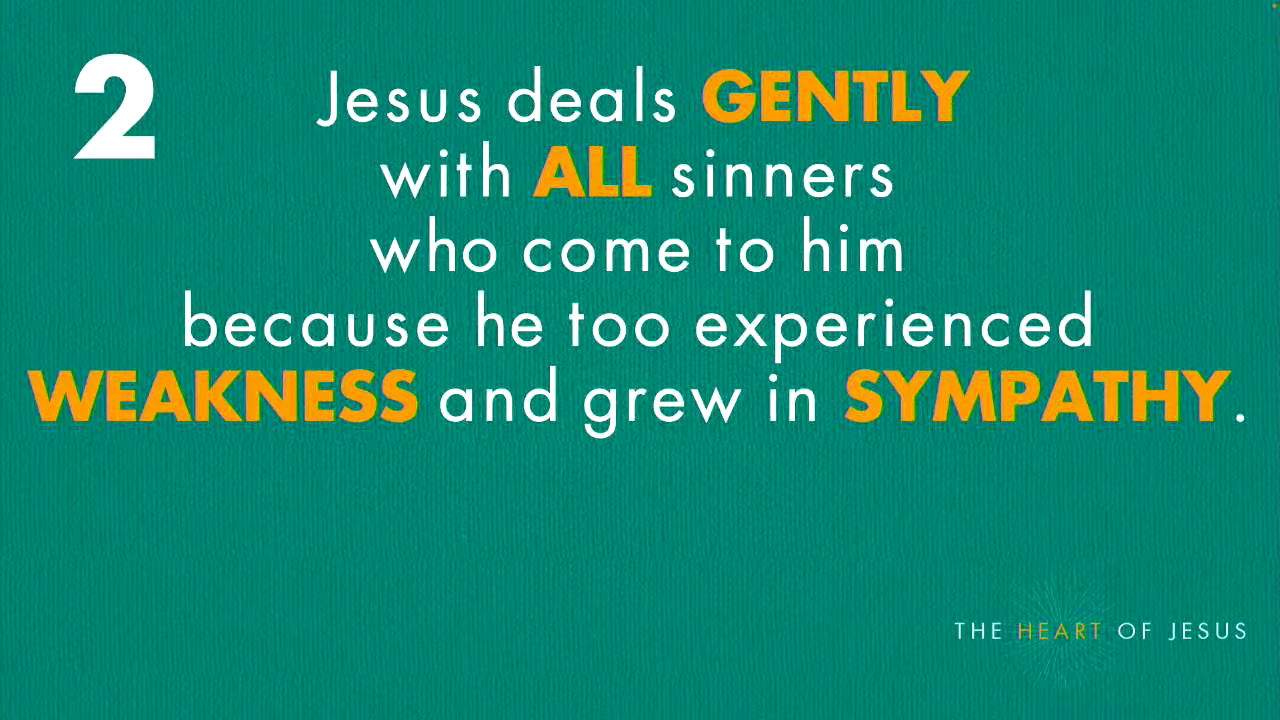 2
Jesus deals GENTLY
with ALL sinners
who come to him
because he too experienced
WEAKNESS and grew in SYMPATHY.
THE HEART OF JESUS